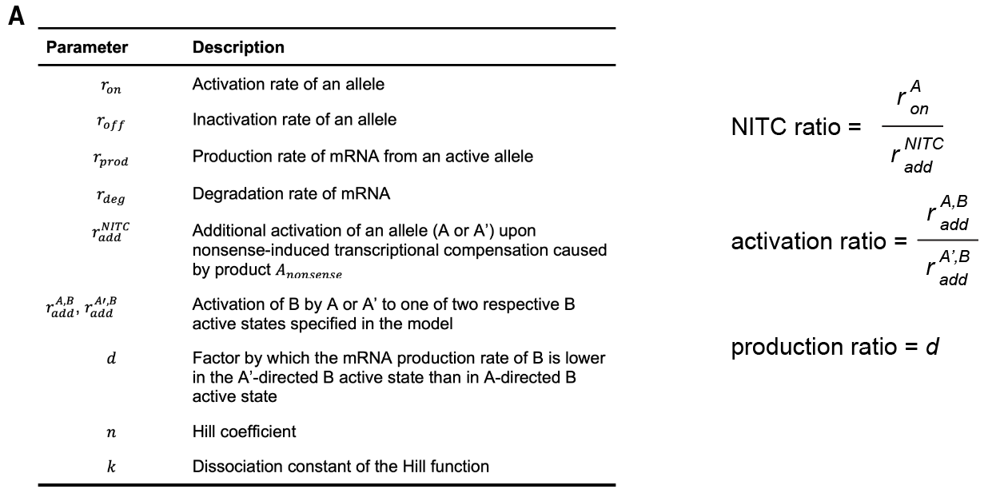 A
Parameter Description
r_on Activation rate of an allele
r_off Inactivation rate of an allele
r_prod Production rate of mRNA from an active allele
r_deg Degradation rate of mRNA
r_add^NITC Additional activation of an allele (A or A’) upon
nonsense-induced transcriptional compensation caused
by product A_nonsense
r_add^A,B, r_add^A′,B Activation of B by A or A’ to one of two respective B
active states specified in the model
d Factor by which the mRNA production rate of B is lower
in the A’-directed B active state than in A-directed B
active state
n Hill coefficient
k Dissociation constant of the Hill function
NITC ratio = r_on^A / r_add^NITC
activation ratio = r_add^A,B / r_add^A’,B
production ratio = d